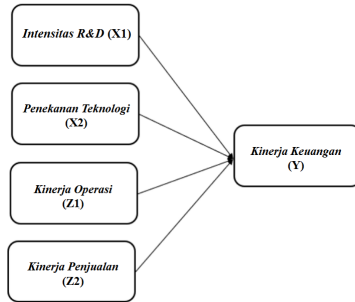 Intensitas R&D (X1)
Penekanan Teknologi
(X2)
Kinerja Operasi
(Z1)
Kinerja Penjualan
(Z2)
Kinerja Keuangan
(Y)